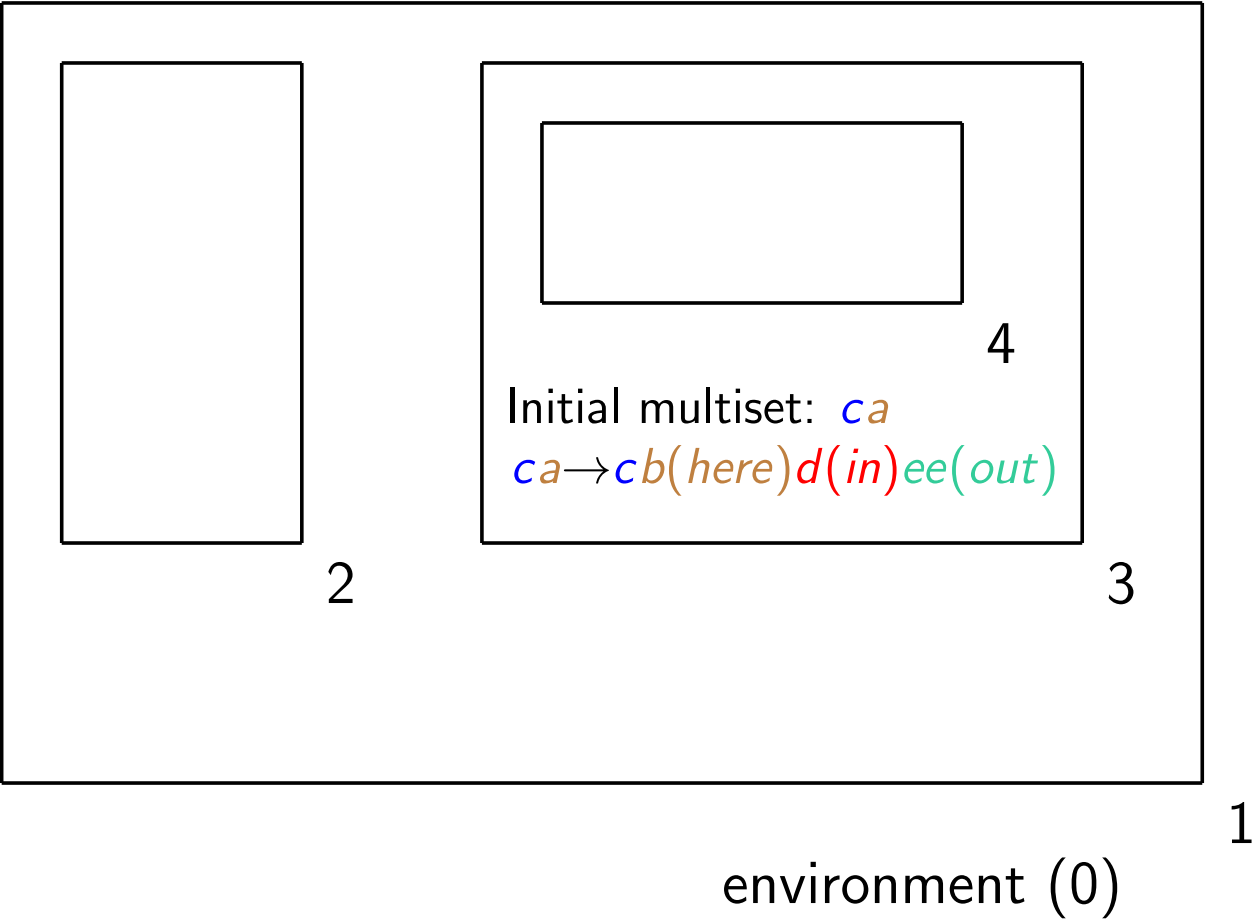 4
Initial multiset: ca
ca→cb(here)d(in)ee(out)
2
3
1
environment (0)